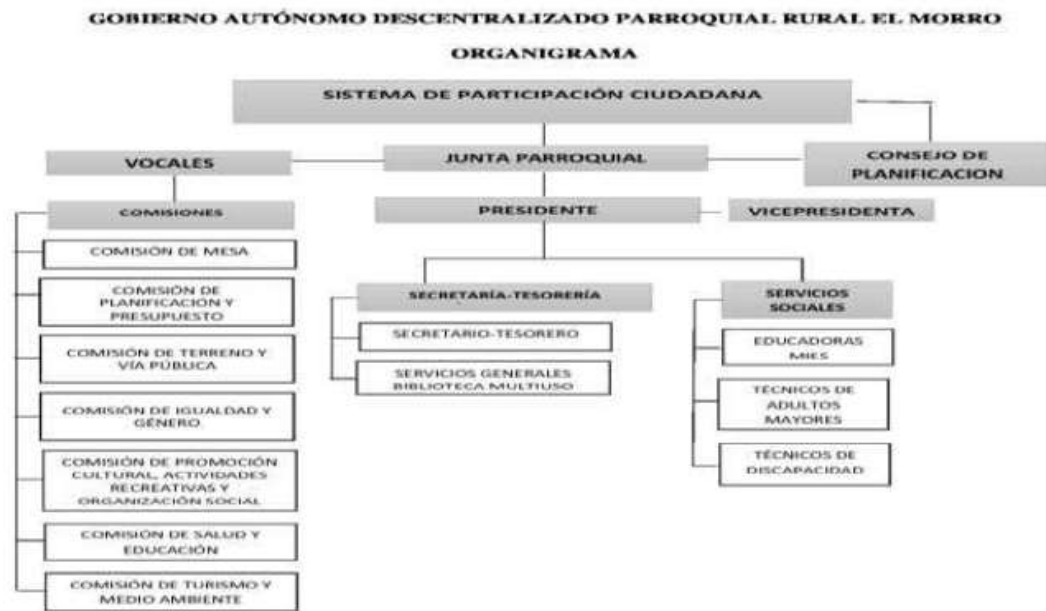 GOBIERNO AUTÓNOMO DESCENTRALIZADO PARROQUIAL RURAL EL MORRO
ORGANIGRAMA
SISTEMA DE PARTICIPACIÓN CIUDADANA
VOCALES
JUNTA PARROQUIAL
CONSEJO DE
PLANIFICACION
COMISIONES
PRESIDENTE
VICEPRESIDENTA
COMISIÓN DE MESA
COMISIÓN DE
PLANIFICACIÓN Y
PRESUPUESTO
COMISIÓN DE TERRENO Y
VÍA PÚBLICA
COMISIÓN DE IGUALDAD Y
GÉNERO
COMISIÓN DE PROMOCIÓN
CULTURAL, ACTIVIDADES
RECREATIVAS Y
ORGANIZACIÓN SOCIAL
COMISIÓN DE SALUD Y
EDUCACIÓN
COMISIÓN DE TURISMO Y
MEDIO AMBIENTE
SECRETARÍA-TESORERÍA
SECRETARIO-TESORERO
SERVICIOS GENERALES
BIBLIOTECA MULTIUSO
SERVICIOS
SOCIALES
EDUCADORAS
MIES
TÉCNICOS DE
ADULTOS
MAYORES
TÉCNICOS DE
DISCAPACIDAD